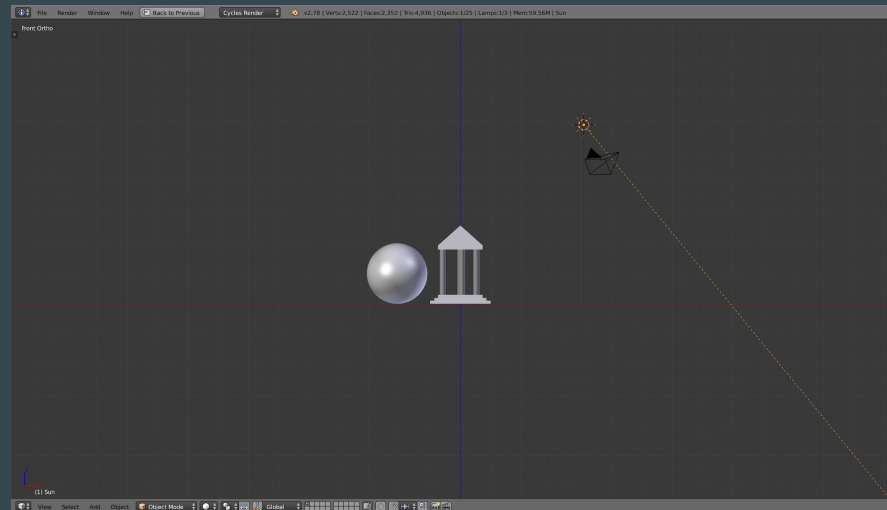 File Render Window Help Back to Previous Cycles Render v2.78 | Verts:2,522 | Faces:2,352 | Tris:4,936 | Objects:1/25 | Lamps:1/3 | Mem:59.56M | Sun
Front Ortho
(1) Sun
View Select Add Object Object Mode Global